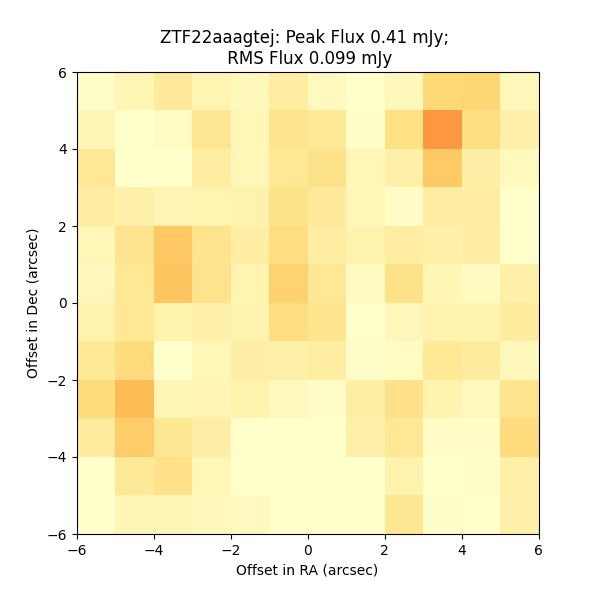 ZTF22aaagtej: Peak Flux 0.41 mJy;
RMS Flux 0.099 mJy
6
4
2
0
−2
−4
−6
Offset in Dec (arcsec)
−6 −4 −2 0 2 4 6
Offset in RA (arcsec)